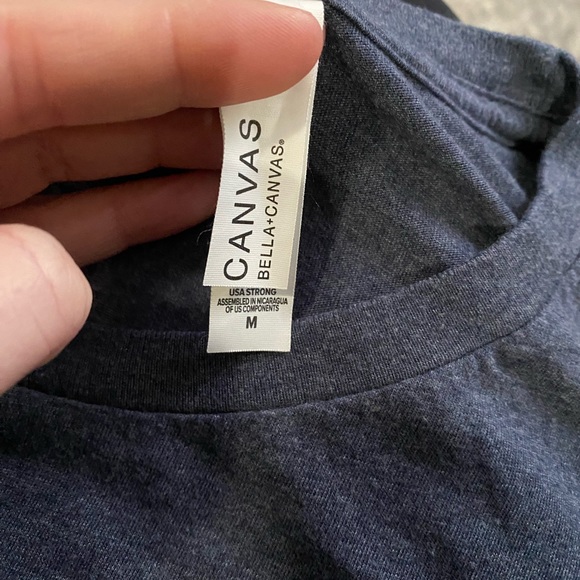 CANVAS
BELLA+CANVAS®
USA STRONG
ASSEMBLED IN NICARAGUA
OF US COMPONENTS
M